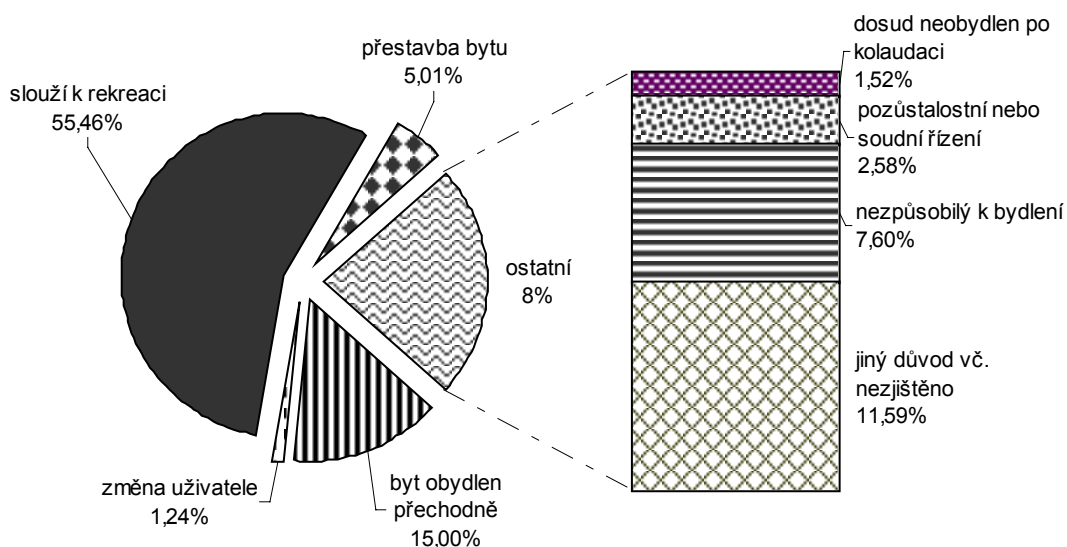 slouží k rekreaci
55,46%
přestavba bytu
5,01%
ostatní
8%
byt obydlen
přechodně
15,00%
změna uživatele
1,24%
dosud neobydlen po
kolaudaci
1,52%
pozůstalostní nebo
soudní řízení
2,58%
nezpůsobilý k bydlení
7,60%
jiný důvod vč.
nezjištěno
11,59%